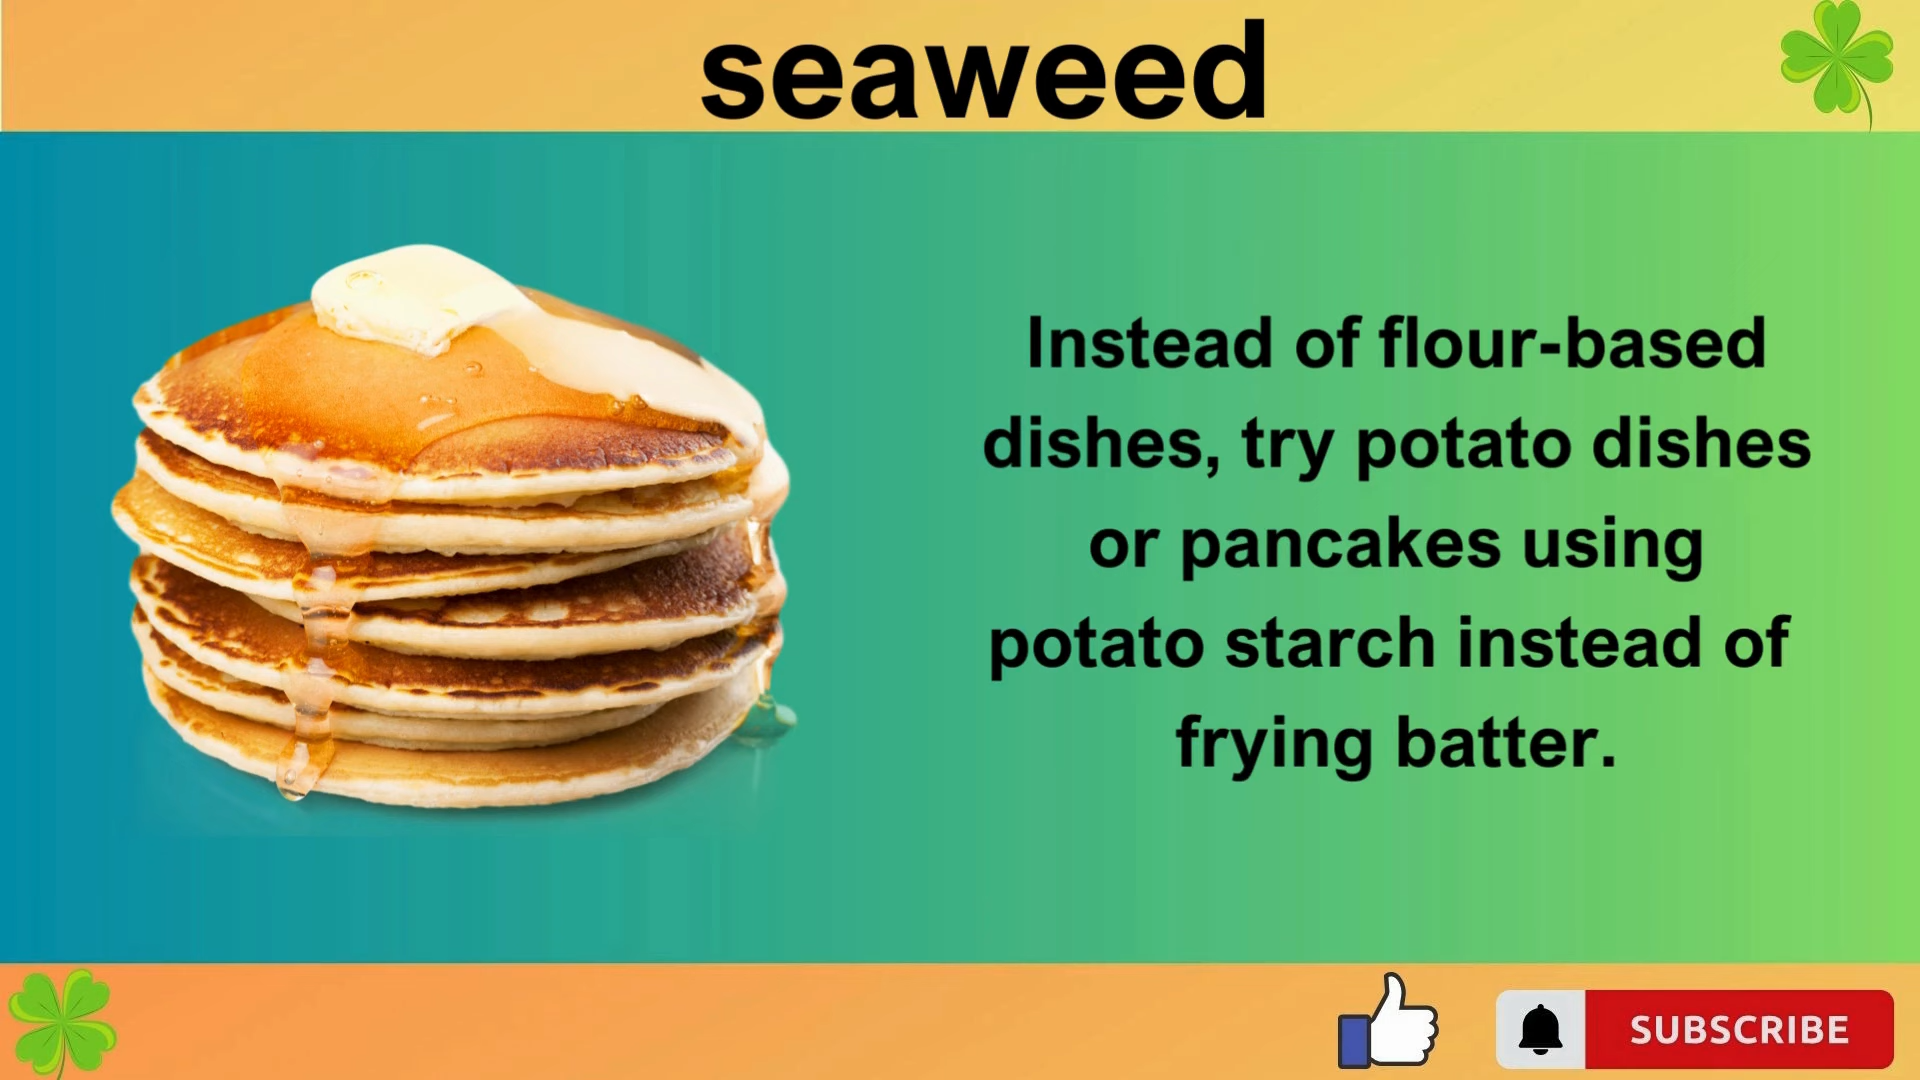 seaweed
Instead of flour-based
dishes, try potato dishes
or pancakes using
potato starch instead of
frying batter.
SUBSCRIBE